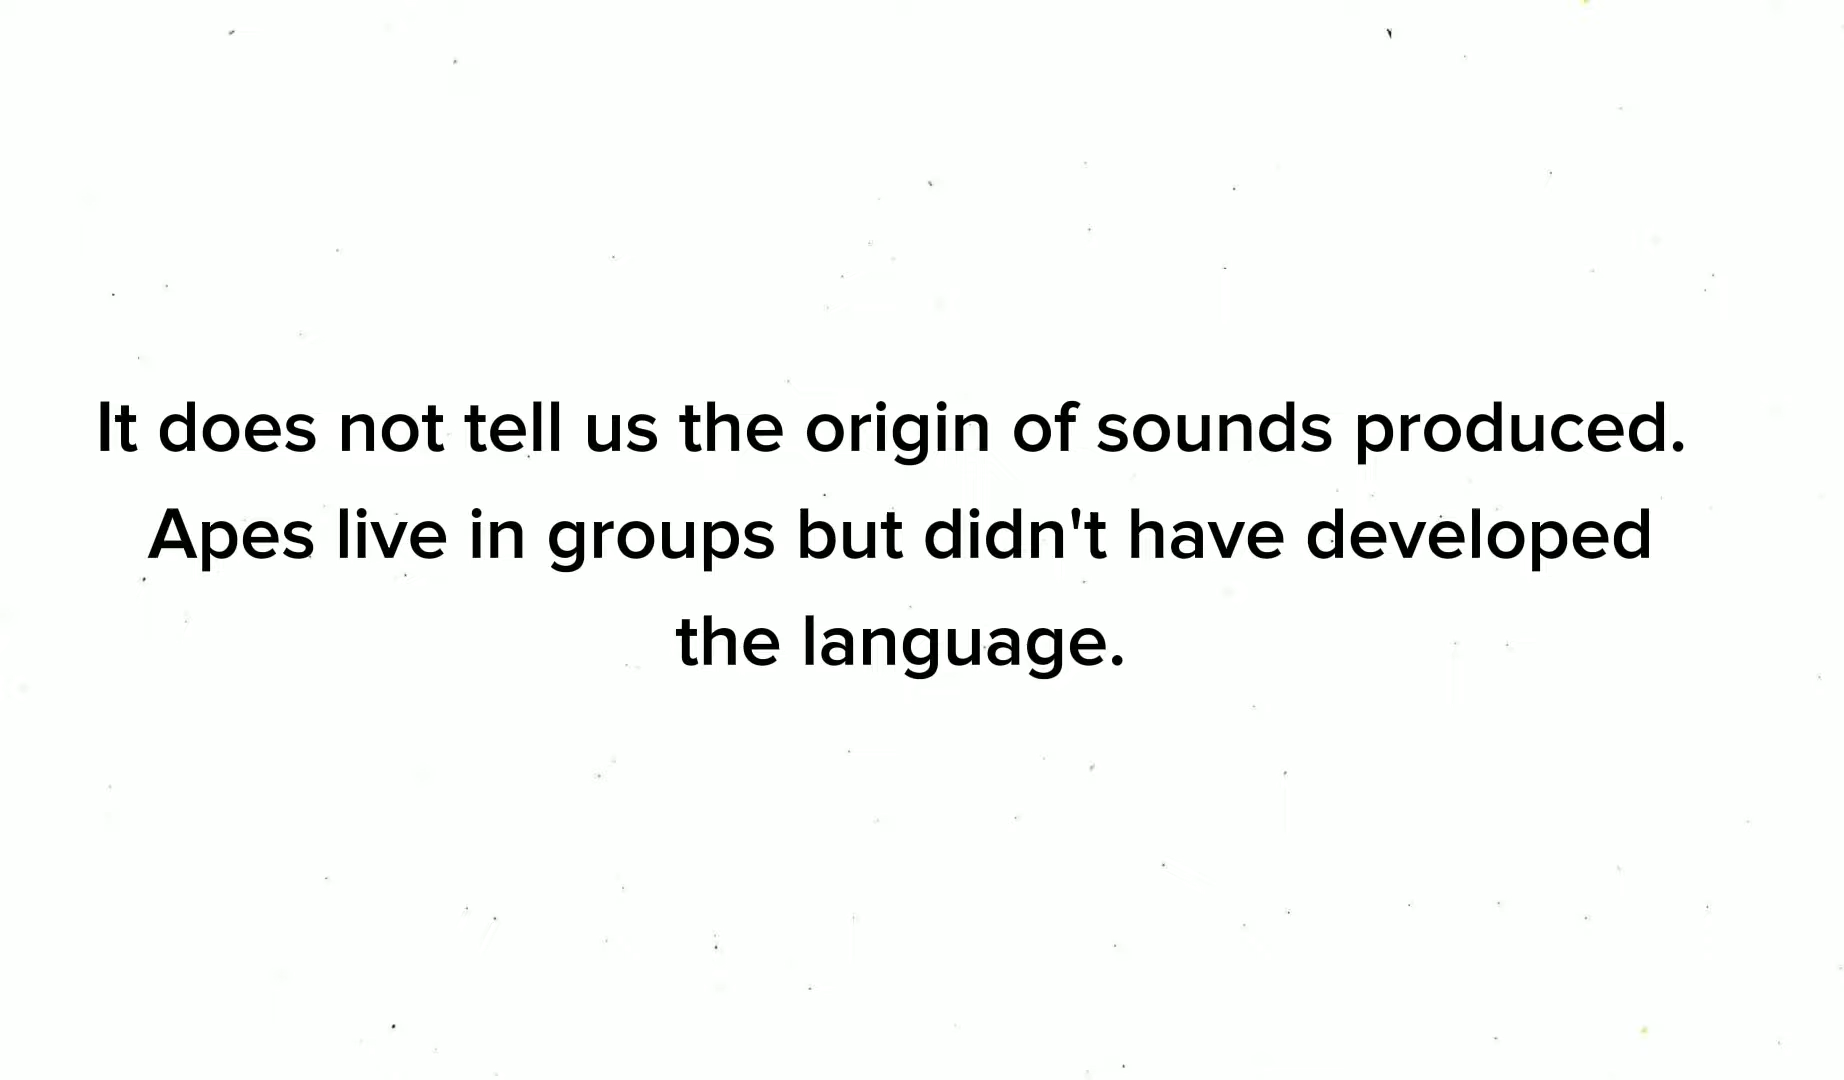 It does not tell us the origin of sounds produced.
Apes live in groups but didn't have developed
the language.